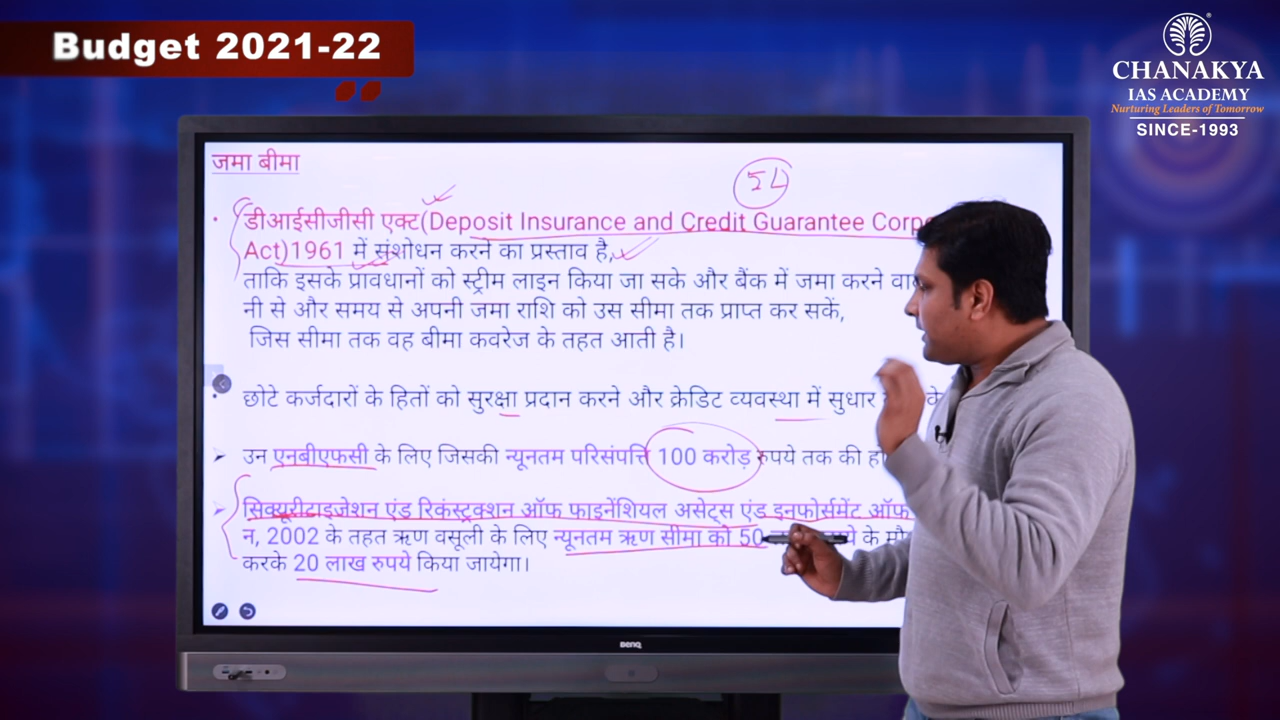 Budget 2021-22
CHANAKYA
IAS ACADEMY
Nurturing Leaders of Tomorrow
SINCE-1993
जमा बीमा
5L
• डीआईसीजीसी एक्ट(Deposit Insurance and Credit Guarantee
Act)1961 में संशोधन करने का प्रस्ताव है,
ताकि इसके प्रावधानों को स्ट्रीम लाइन किया जा सके और बैंक में जमा करने
नी से और समय से अपनी जमा राशि को उस सीमा तक प्राप्त कर सकें,
जिस सीमा तक वह बीमा कवरेज के तहत आती है।
• छोटे कर्जदारों के हितों को सुरक्षा प्रदान करने और क्रेडिट व्यवस्था में सुधार
➢ उन एनबीएफसी के लिए जिसकी न्यूनतम परिसंपत्ति 100 करोड़ रुपये तक की
➢ सिक्यूरीटाइजेशन एंड रिकंस्ट्रक्शन ऑफ फाइनेंशियल असेट्स एंड इनफोर्समेंट ऑफ
न, 2002 के तहत ऋण वसूली के लिए न्यूनतम ऋण सीमा को 50 के
करके 20 लाख रुपये किया जायेगा।
BenQ